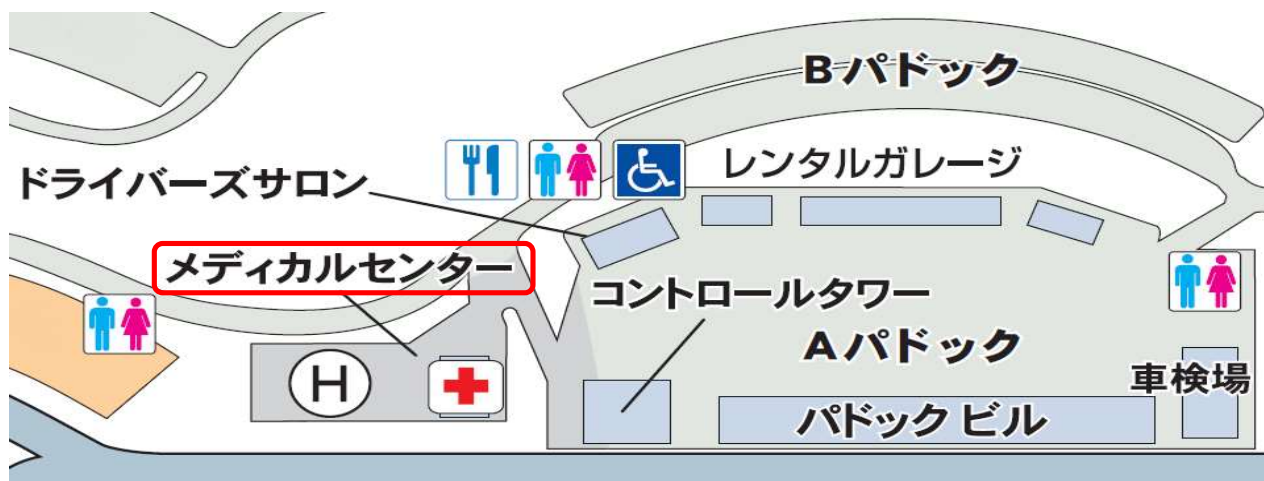 Bパドック
レンタルガレージ
ドライバーズサロン
メディカルセンター
コントロールタワー
Aパドック
車検場
H
パドックビル